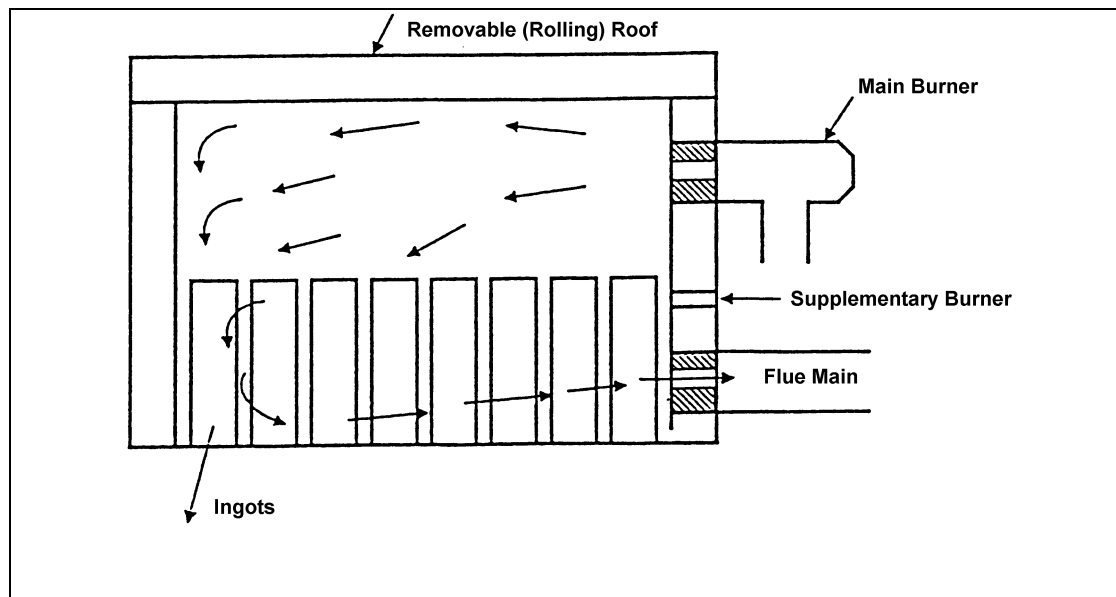 Removable (Rolling) Roof
Main Burner
Supplementary Burner
Flue Main
Ingots